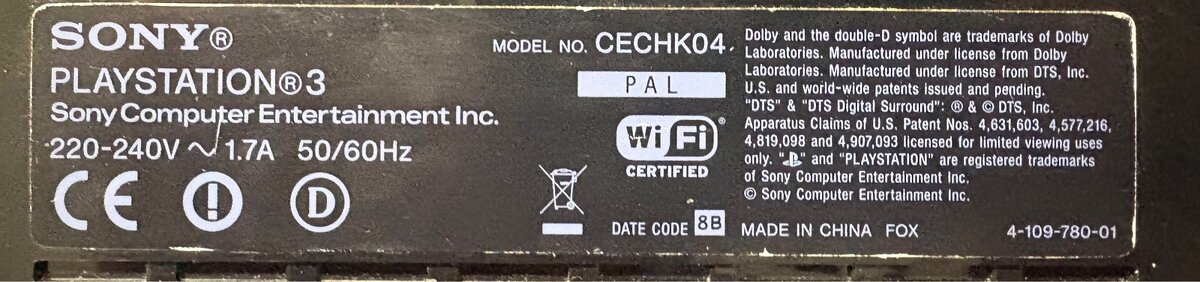 SONY®
PLAYSTATION®3
Sony Computer Entertainment Inc.
220-240V ~ 1.7A 50/60Hz
CE
D
MODEL NO. CECHK04
PAL
Wi Fi®
CERTIFIED
DATE CODE 8B
Dolby and the double-D symbol are trademarks of Dolby
Laboratories. Manufactured under license from Dolby
Laboratories. Manufactured under license from DTS, Inc.
U.S. and world-wide patents issued and pending.
"DTS" & "DTS Digital Surround": ® & © DTS, Inc.
Apparatus Claims of U.S. Patent Nos. 4,631,603, 4,577,216,
4,819,098 and 4,907,093 licensed for limited viewing uses
only. "PS" and "PLAYSTATION" are registered trademarks
of Sony Computer Entertainment Inc.
© Sony Computer Entertainment Inc.
MADE IN CHINA FOX
4-109-780-01